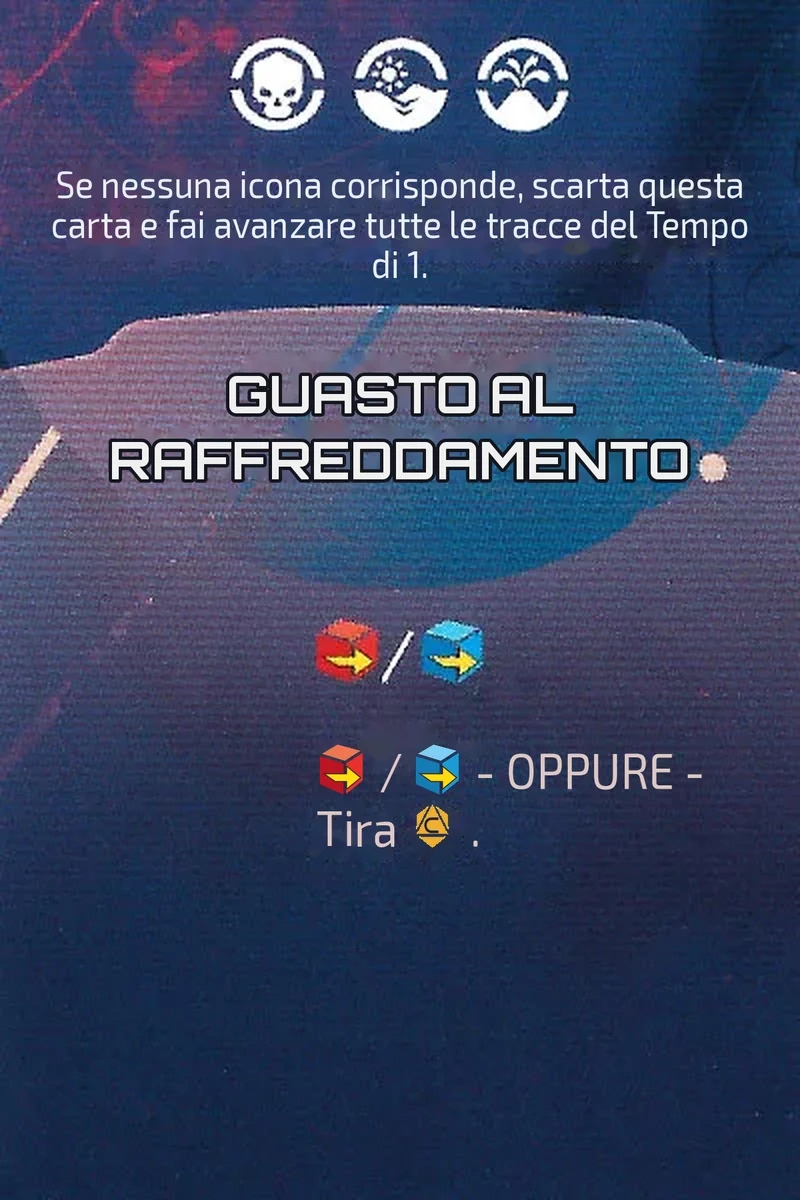 Se nessuna icona corrisponde, scarta questa
carta e fai avanzare tutte le tracce del Tempo
di 1.
GUASTO AL
RAFFREDDAMENTO
/
/ - OPPURE -
Tira C .